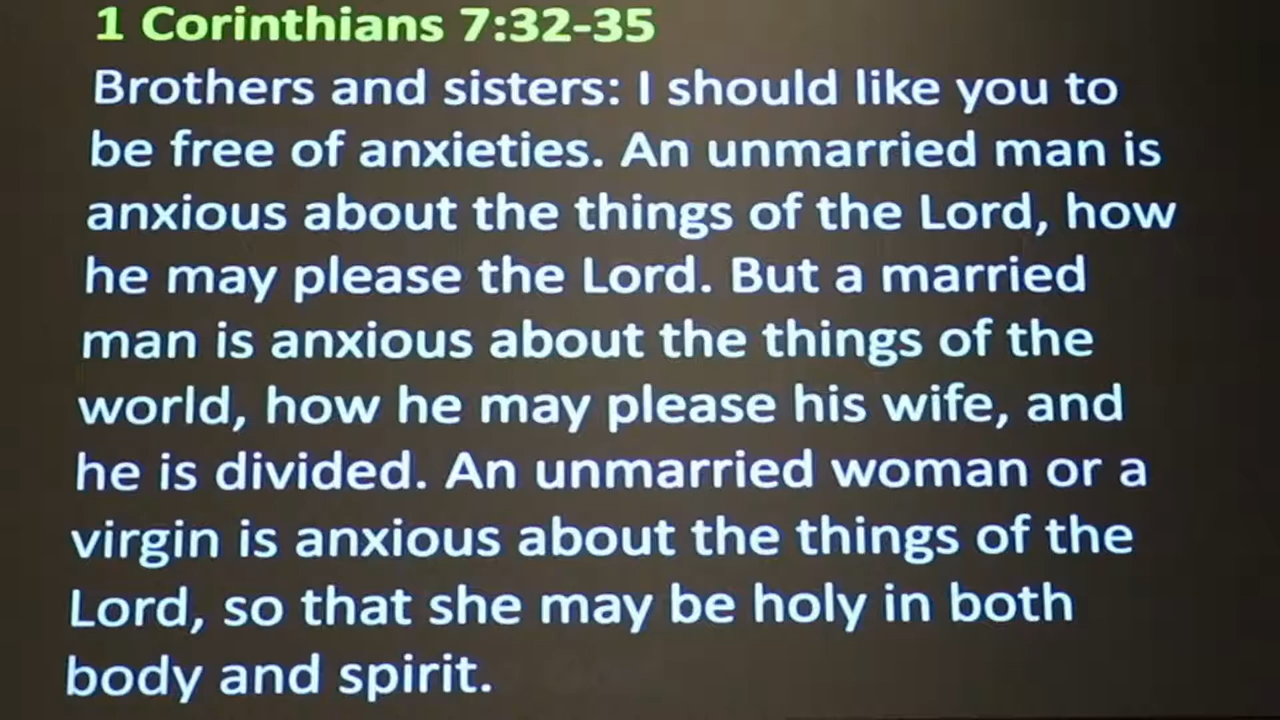 1 Corinthians 7:32-35
Brothers and sisters: I should like you to
be free of anxieties. An unmarried man is
anxious about the things of the Lord, how
he may please the Lord. But a married
man is anxious about the things of the
world, how he may please his wife, and
he is divided. An unmarried woman or a
virgin is anxious about the things of the
Lord, so that she may be holy in both
body and spirit.